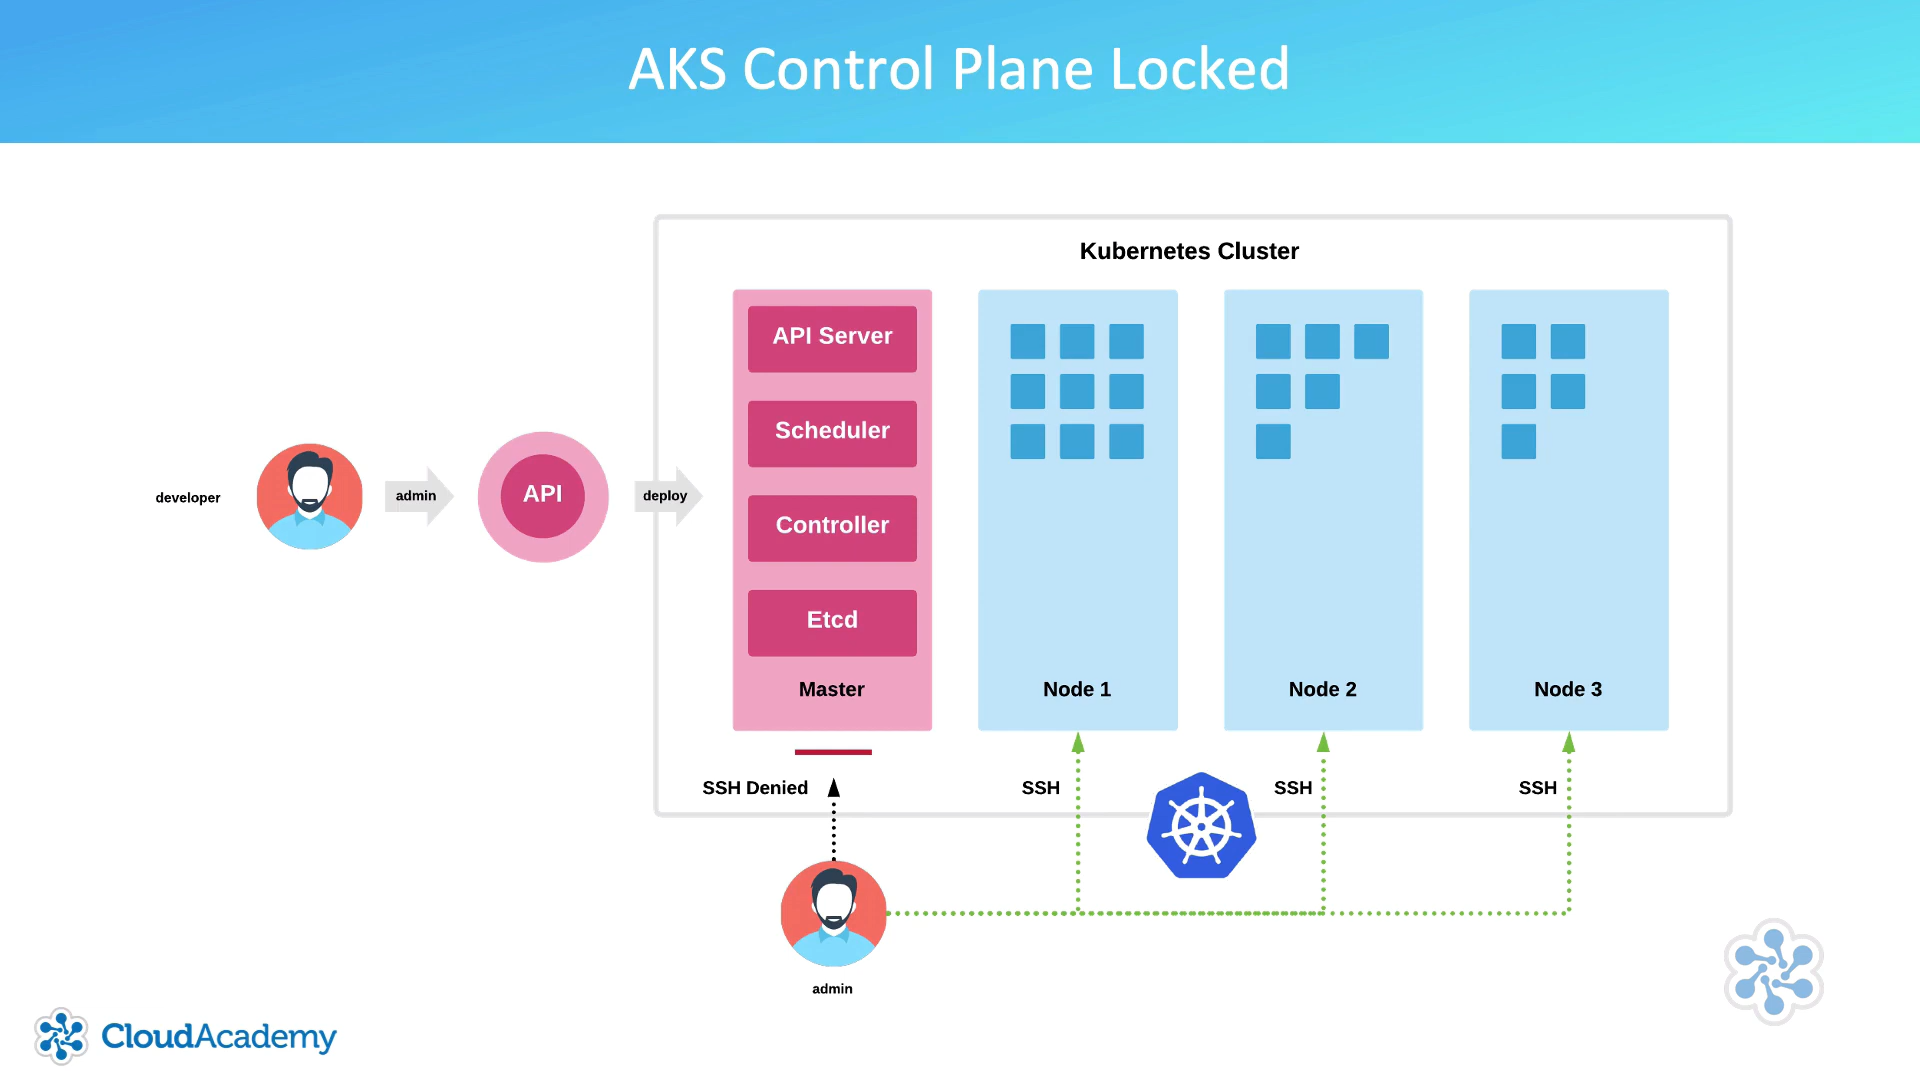 AKS Control Plane Locked
Kubernetes Cluster
API Server
Scheduler
Controller
Etcd
Master
Node 1
Node 2
Node 3
developer
admin
API
deploy
SSH Denied
SSH
SSH
SSH
admin
CloudAcademy